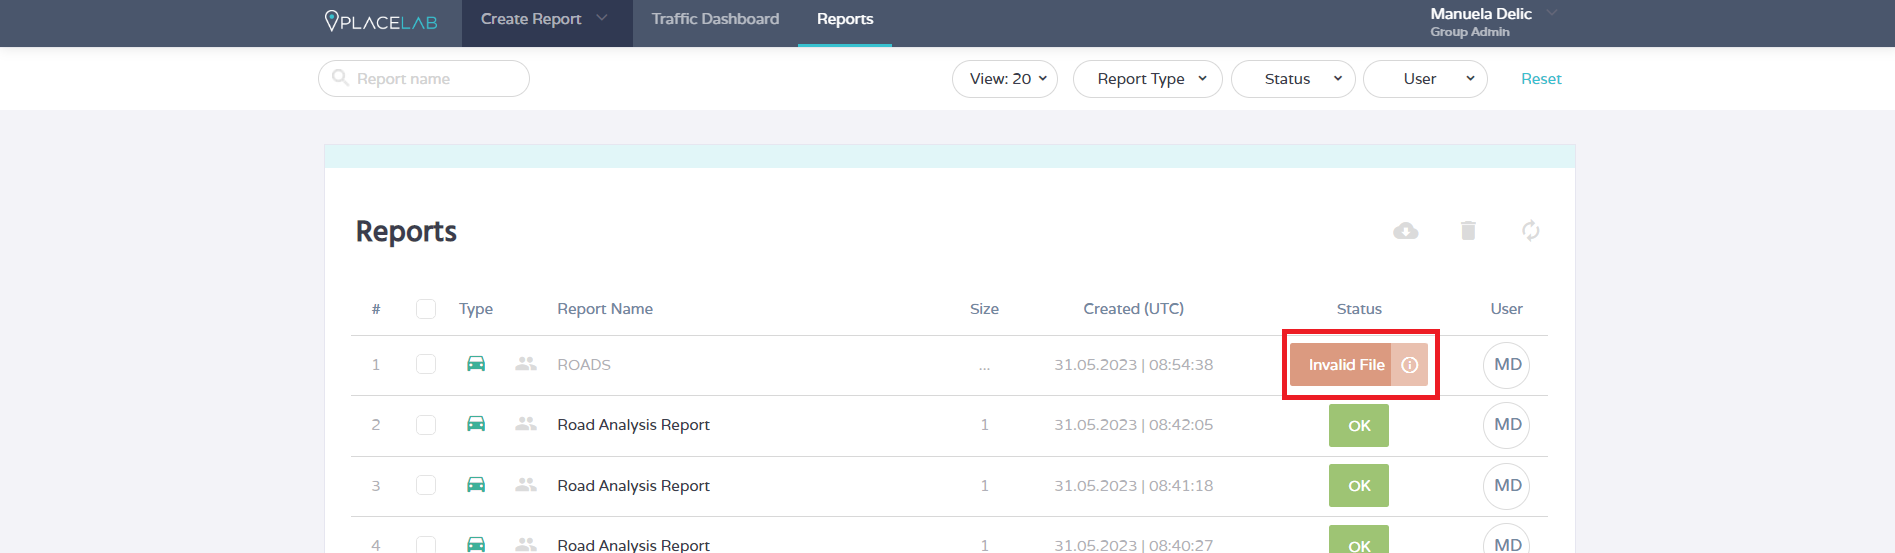 PLACELAB Create Report Traffic Dashboard Reports Manuela Delic
Group Admin
Report name View: 20 Report Type Status User Reset
Reports
# Type Report Name Size Created (UTC) Status User
1 ROADS ... 31.05.2023 | 08:54:38 Invalid File MD
2 Road Analysis Report 1 31.05.2023 | 08:42:05 OK MD
3 Road Analysis Report 1 31.05.2023 | 08:41:18 OK MD
4 Road Analysis Report 1 31.05.2023 | 08:40:27 OK MD